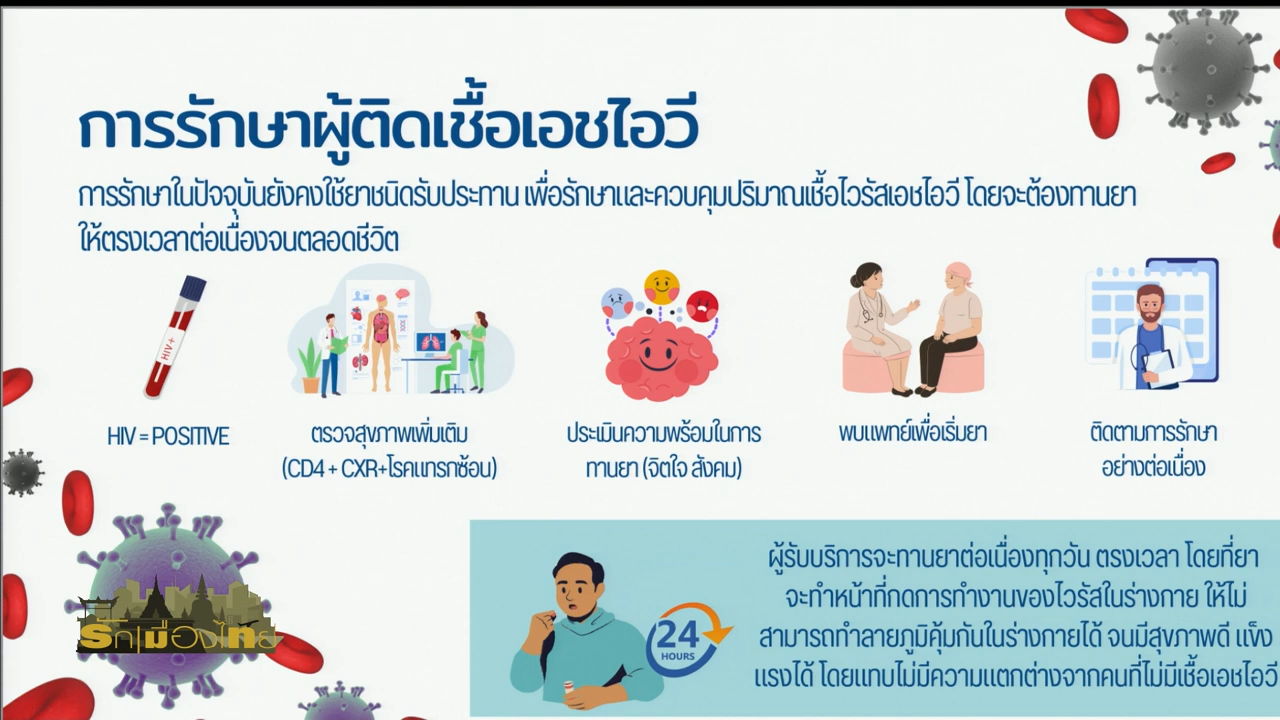 การรักษาผู้ติดเชื้อเอชไอวี
การรักษาในปัจจุบันยังคงใช้ยาชนิดรับประทาน เพื่อรักษาและควบคุมปริมาณเชื้อไวรัสเอชไอวี โดยจะต้องทานยา
ให้ตรงเวลาต่อเนื่องจนตลอดชีวิต
HIV+
HIV = POSITIVE
ตรวจสุขภาพเพิ่มเติม
(CD4 + CXR+โรคแทรกซ้อน)
ประเมินความพร้อมในการ
ทานยา (จิตใจ สังคม)
พบแพทย์เพื่อเริ่มยา
ติดตามการรักษา
อย่างต่อเนื่อง
24
HOURS
ผู้รับบริการจะทานยาต่อเนื่องทุกวัน ตรงเวลา โดยที่ยา
จะทำหน้าที่กดการทำงานของไวรัสในร่างกาย ให้ไม่
สามารถทำลายภูมิคุ้มกันในร่างกายได้ จนมีสุขภาพดี แข็ง
แรงได้ โดยแทบไม่มีความแตกต่างจากคนที่ไม่มีเชื้อเอชไอวี
รักเมืองไทย